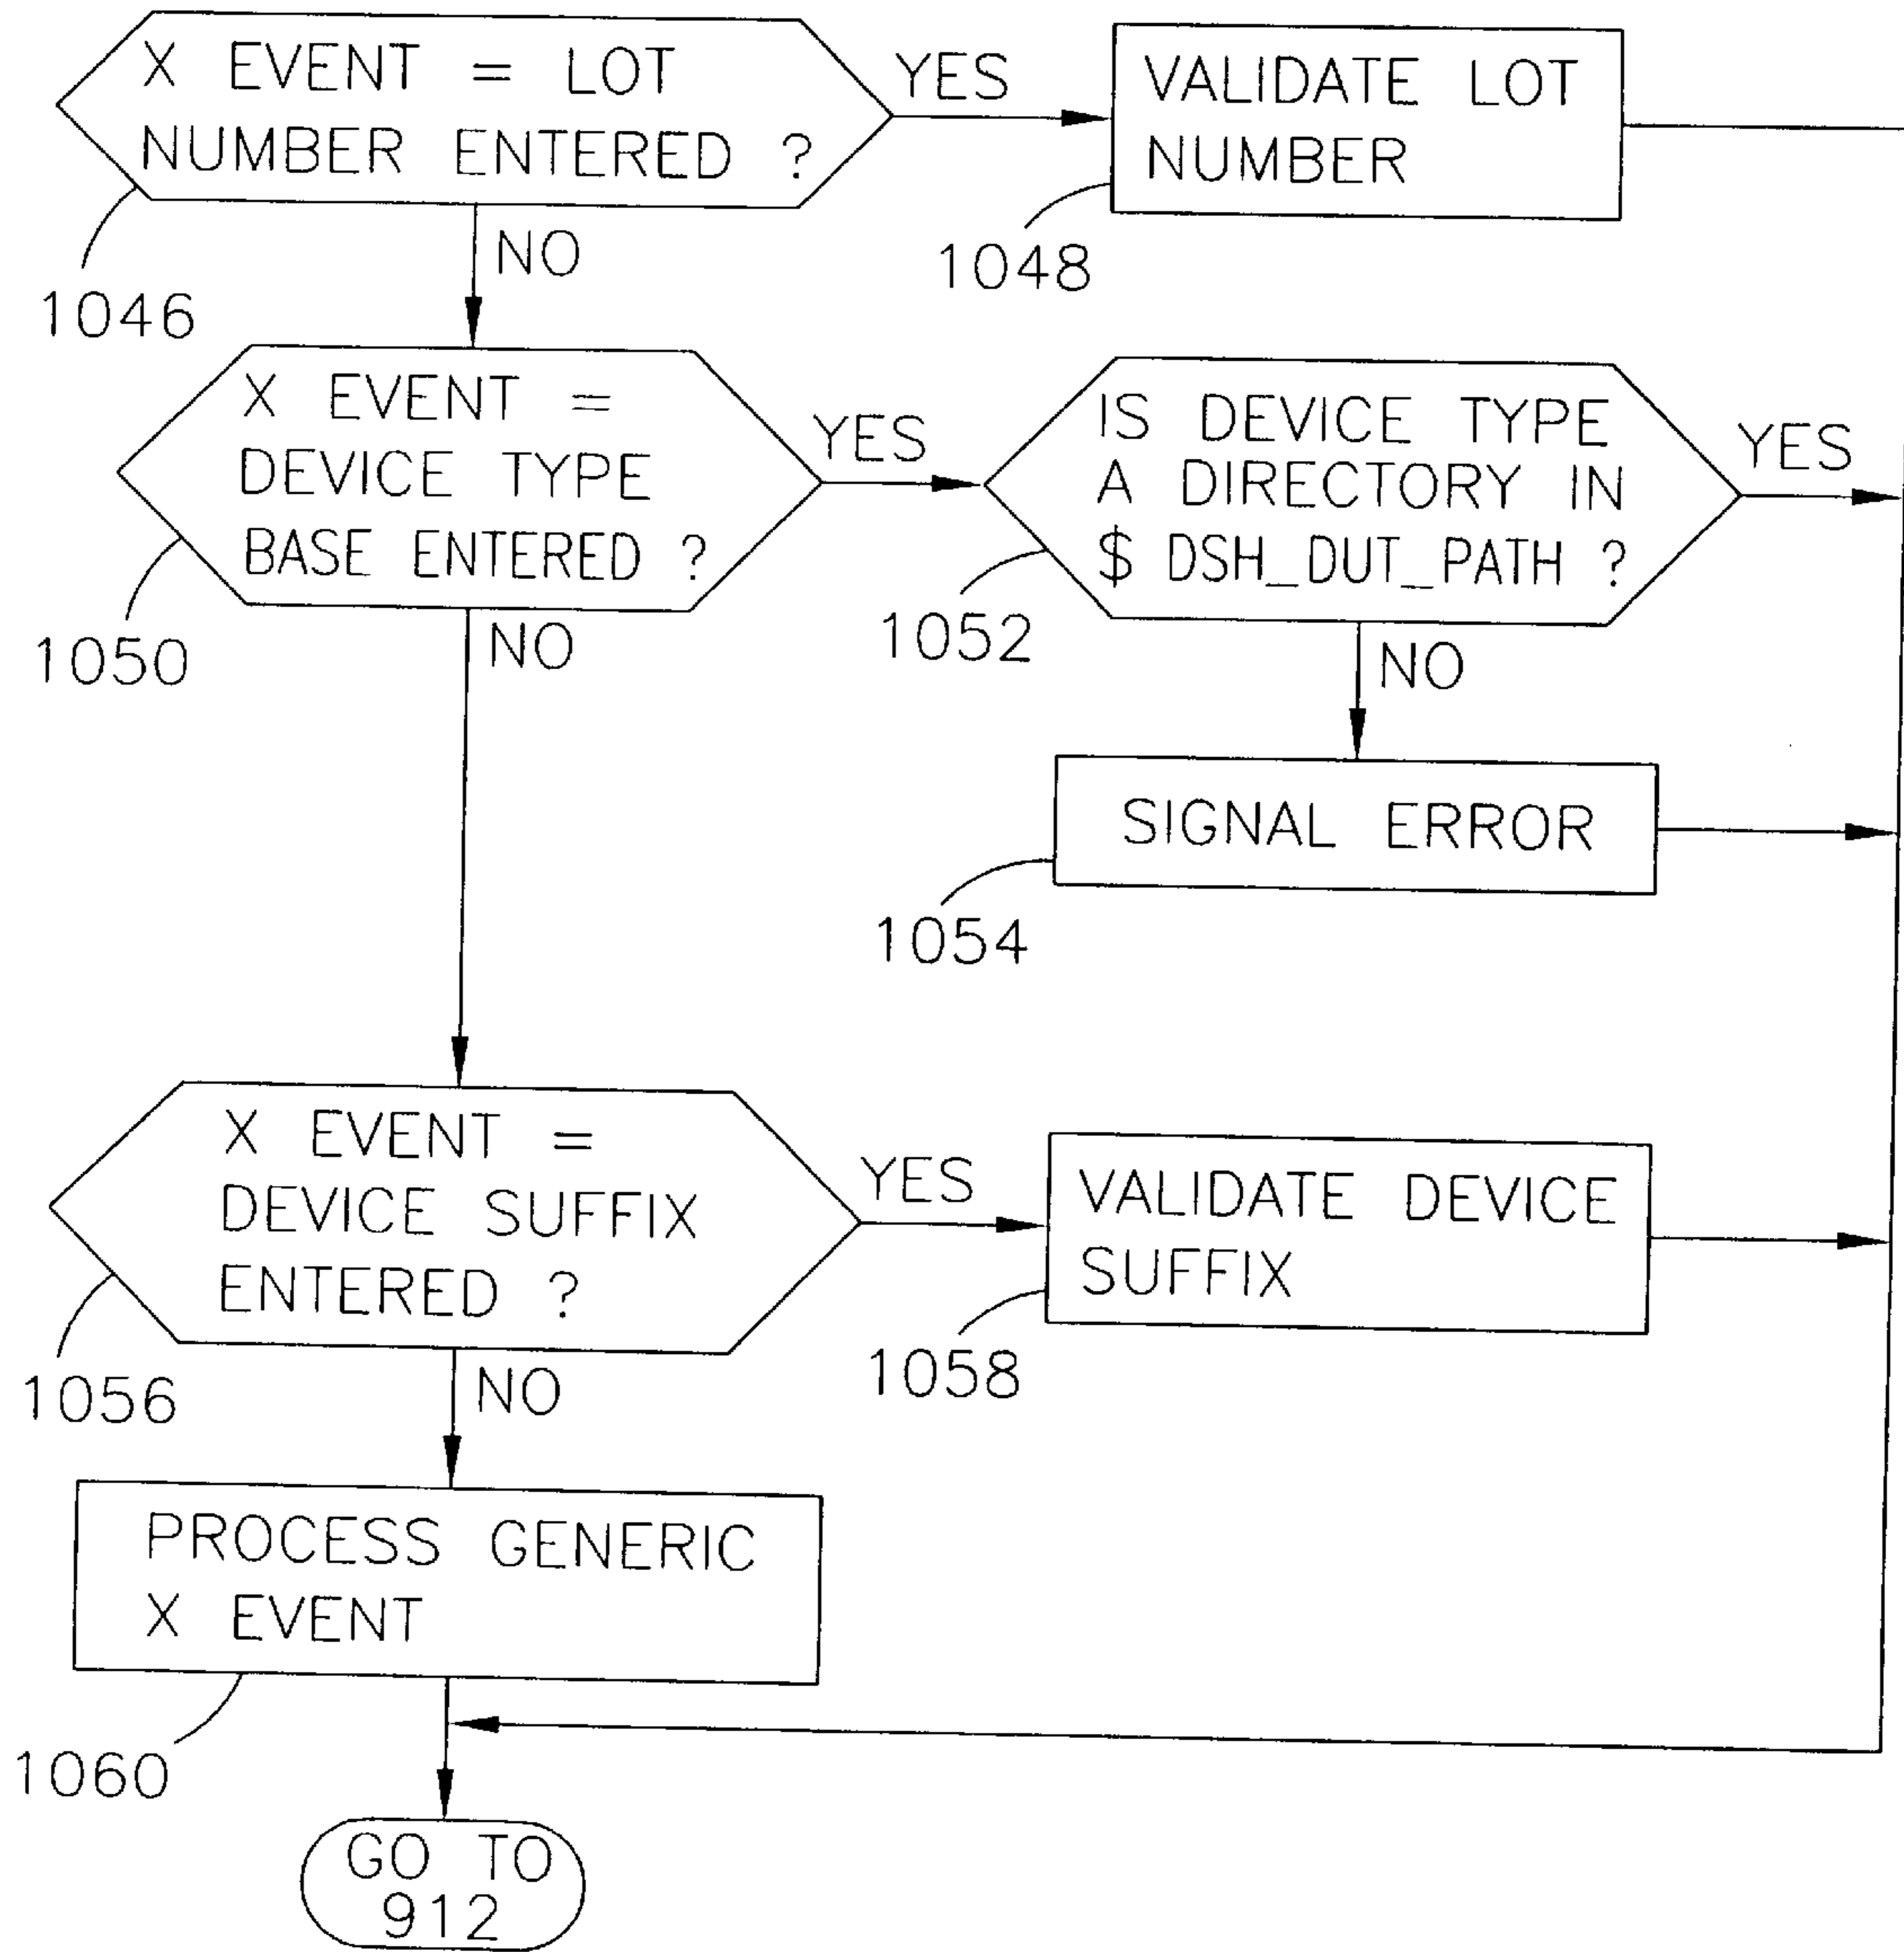 X EVENT = LOT
NUMBER ENTERED ?
YES
VALIDATE LOT
NUMBER
NO
1046
1048
X EVENT =
DEVICE TYPE
BASE ENTERED ?
YES
IS DEVICE TYPE
A DIRECTORY IN
$ DSH_DUT_PATH ?
YES
1050
NO
1052
NO
SIGNAL ERROR
1054
X EVENT =
DEVICE SUFFIX
ENTERED ?
YES
VALIDATE DEVICE
SUFFIX
1056
NO
1058
PROCESS GENERIC
X EVENT
1060
GO TO
912